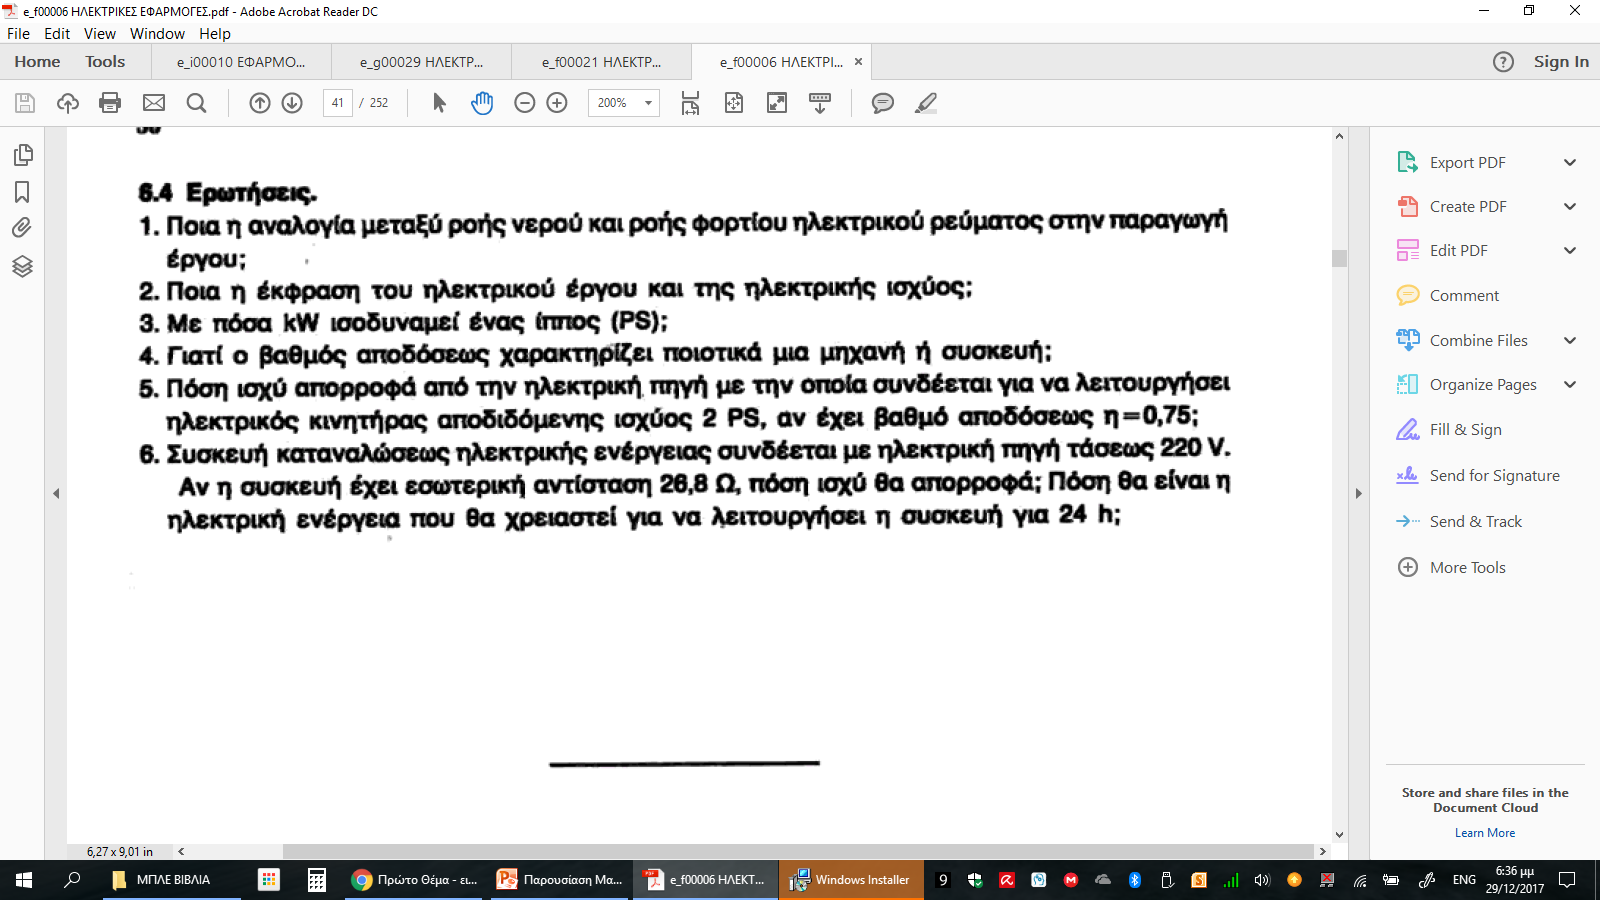 e_f00006 ΗΛΕΚΤΡΙΚΕΣ ΕΦΑΡΜΟΓΕΣ.pdf - Adobe Acrobat Reader DC
File Edit View Window Help
Home Tools e_i00010 ΕΦΑΡΜΟ... e_g00029 ΗΛΕΚΤΡ... e_f00021 ΗΛΕΚΤΡ... e_f00006 ΗΛΕΚΤΡΙ... × Sign In
41 / 252 200%
6.4 Ερωτήσεις.
1. Ποια η αναλογία μεταξύ ροής νερού και ροής φορτίου ηλεκτρικού ρεύματος στην παραγωγή
έργου;
2. Ποια η έκφραση του ηλεκτρικού έργου και της ηλεκτρικής ισχύος;
3. Με πόσα kW ισοδυναμεί ένας ίππος (PS);
4. Γιατί ο βαθμός αποδόσεως χαρακτηρίζει ποιοτικά μια μηχανή ή συσκευή;
5. Πόση ισχύ απορροφά από την ηλεκτρική πηγή με την οποία συνδέεται για να λειτουργήσει
ηλεκτρικός κινητήρας αποδιδόμενης ισχύος 2 PS, αν έχει βαθμό αποδόσεως η=0,75;
6. Συσκευή καταναλώσεως ηλεκτρικής ενέργειας συνδέεται με ηλεκτρική πηγή τάσεως 220 V.
Αν η συσκευή έχει εσωτερική αντίσταση 26,8 Ω, πόση ισχύ θα απορροφά; Πόση θα είναι η
ηλεκτρική ενέργεια που θα χρειαστεί για να λειτουργήσει η συσκευή για 24 h;
Export PDF
Create PDF
Edit PDF
Comment
Combine Files
Organize Pages
Fill & Sign
Send for Signature
Send & Track
More Tools
Store and share files in the
Document Cloud
Learn More
6,27 x 9,01 in
ΜΠΛΕ ΒΙΒΛΙΑ Πρώτο Θέμα - ει... Παρουσίαση Μα... e_f00006 ΗΛΕΚΤ... Windows Installer 9 ENG 6:36 μμ
29/12/2017